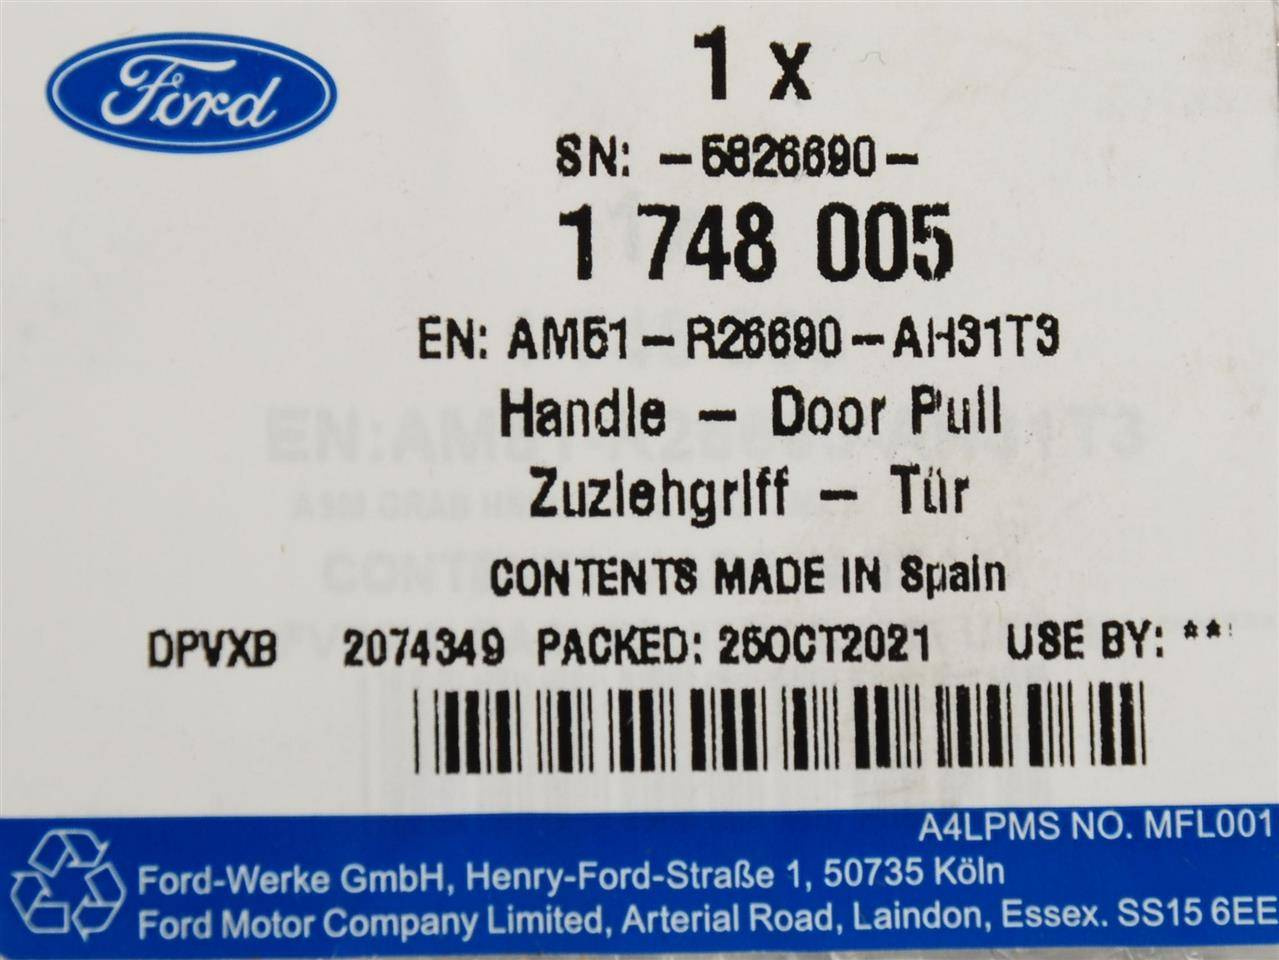 Ford
1 x
SN: -5826690-
1 748 005
EN: AM51-R26690-AH31T3
Handle - Door Pull
Zuziehgriff - Tür
CONTENTS MADE IN Spain
DPVXB 2074349 PACKED: 25OCT2021 USE BY: **
A4LPMS NO. MFL001
Ford-Werke GmbH, Henry-Ford-Straße 1, 50735 Köln
Ford Motor Company Limited, Arterial Road, Laindon, Essex. SS15 6EE